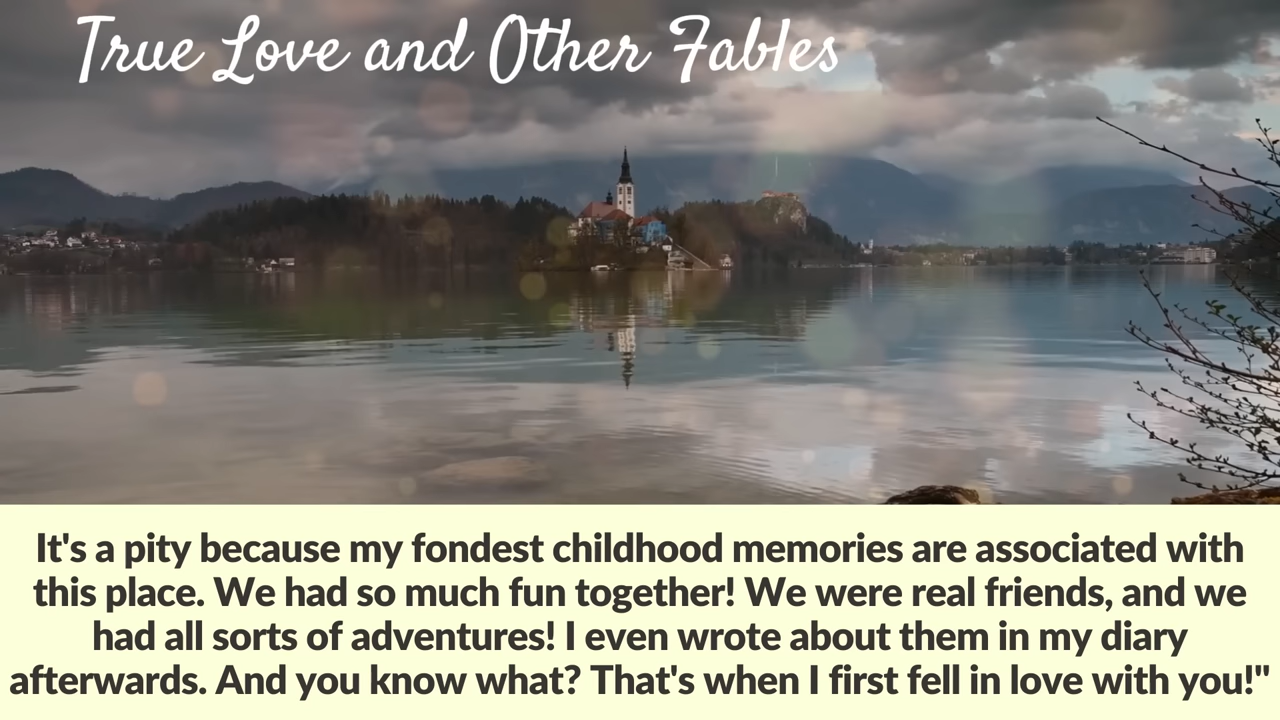 True Love and Other Fables
It's a pity because my fondest childhood memories are associated with
this place. We had so much fun together! We were real friends, and we
had all sorts of adventures! I even wrote about them in my diary
afterwards. And you know what? That's when I first fell in love with you!"